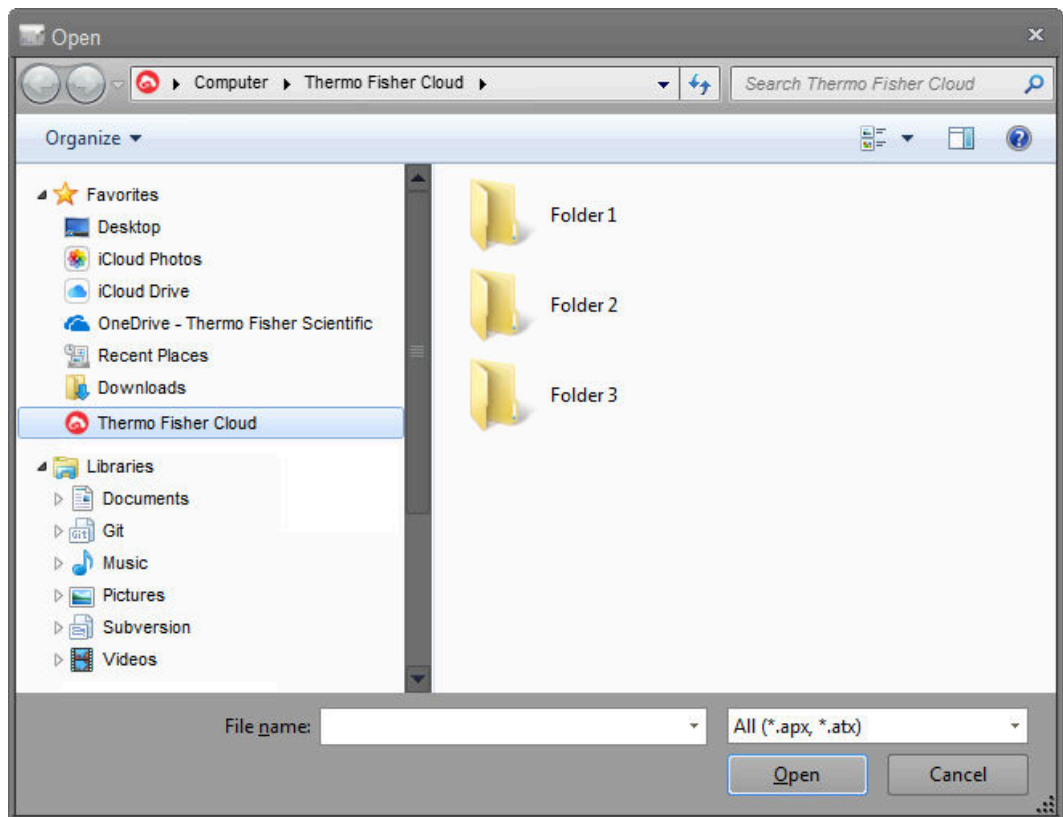 Open
Computer Thermo Fisher Cloud
Search Thermo Fisher Cloud
Organize
Favorites
Desktop
iCloud Photos
iCloud Drive
OneDrive - Thermo Fisher Scientific
Recent Places
Downloads
Thermo Fisher Cloud
Libraries
Documents
Git
Git
Music
Pictures
Subversion
Videos
Folder 1
Folder 2
Folder 3
File name:
All (*.apx, *.atx)
Open
Cancel